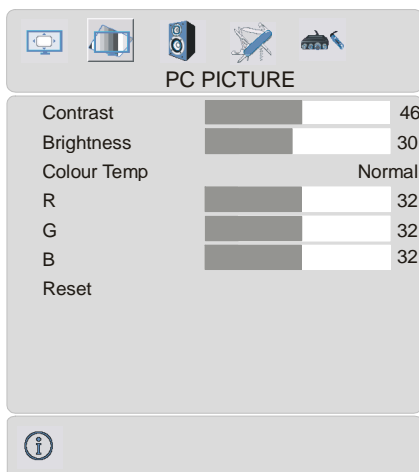 PC PICTURE
Contrast 46
Brightness 30
Colour Temp Normal
R 32
G 32
B 32
Reset